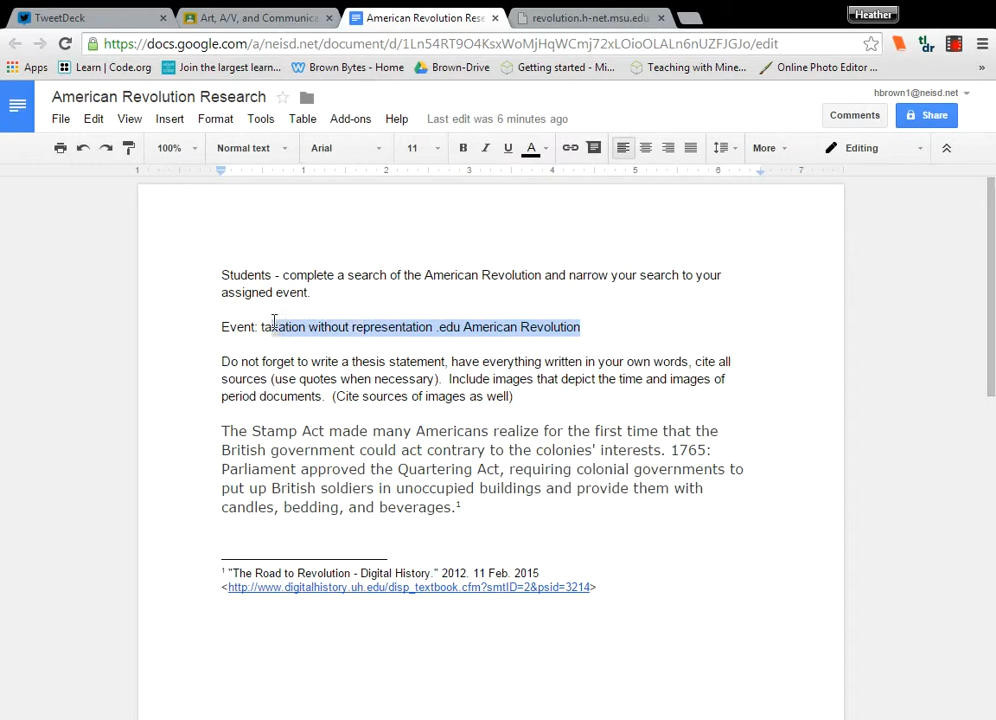 TweetDeck
Art, A/V, and Communica
American Revolution Rese
revolution.h-net.msu.edu
Heather
https://docs.google.com/a/neisd.net/document/d/1Ln54RT9O4KsxWoMjHqWCmj72xLOioOLALn6nUZFJGJo/edit
tl;dr
Apps
Learn | Code.org
Join the largest learn...
Brown Bytes - Home
Brown-Drive
Getting started - Mi...
Teaching with Mine...
Online Photo Editor ...
»
American Revolution Research
hbrown1@neisd.net
File Edit View Insert Format Tools Table Add-ons Help Last edit was 6 minutes ago
Comments
Share
100% Normal text Arial 11 B I U A More Editing
1 1 2 3 4 5 6 7
Students - complete a search of the American Revolution and narrow your search to your
assigned event.
Event: taxation without representation .edu American Revolution
Do not forget to write a thesis statement, have everything written in your own words, cite all
sources (use quotes when necessary). Include images that depict the time and images of
period documents. (Cite sources of images as well)
The Stamp Act made many Americans realize for the first time that the
British government could act contrary to the colonies' interests. 1765:
Parliament approved the Quartering Act, requiring colonial governments to
put up British soldiers in unoccupied buildings and provide them with
candles, bedding, and beverages.¹
¹ "The Road to Revolution - Digital History." 2012. 11 Feb. 2015
<http://www.digitalhistory.uh.edu/disp_textbook.cfm?smtID=2&psid=3214>